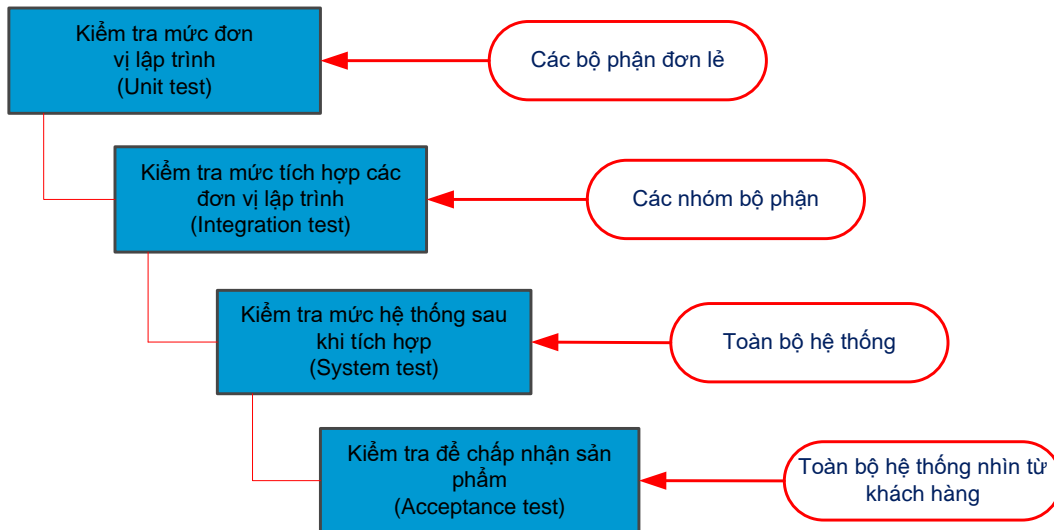 Kiểm tra mức đơn
vị lập trình
(Unit test)
Các bộ phận đơn lẻ
Kiểm tra mức tích hợp các
đơn vị lập trình
(Integration test)
Các nhóm bộ phận
Kiểm tra mức hệ thống sau
khi tích hợp
(System test)
Toàn bộ hệ thống
Kiểm tra để chấp nhận sản
phẩm
(Acceptance test)
Toàn bộ hệ thống nhìn từ
khách hàng